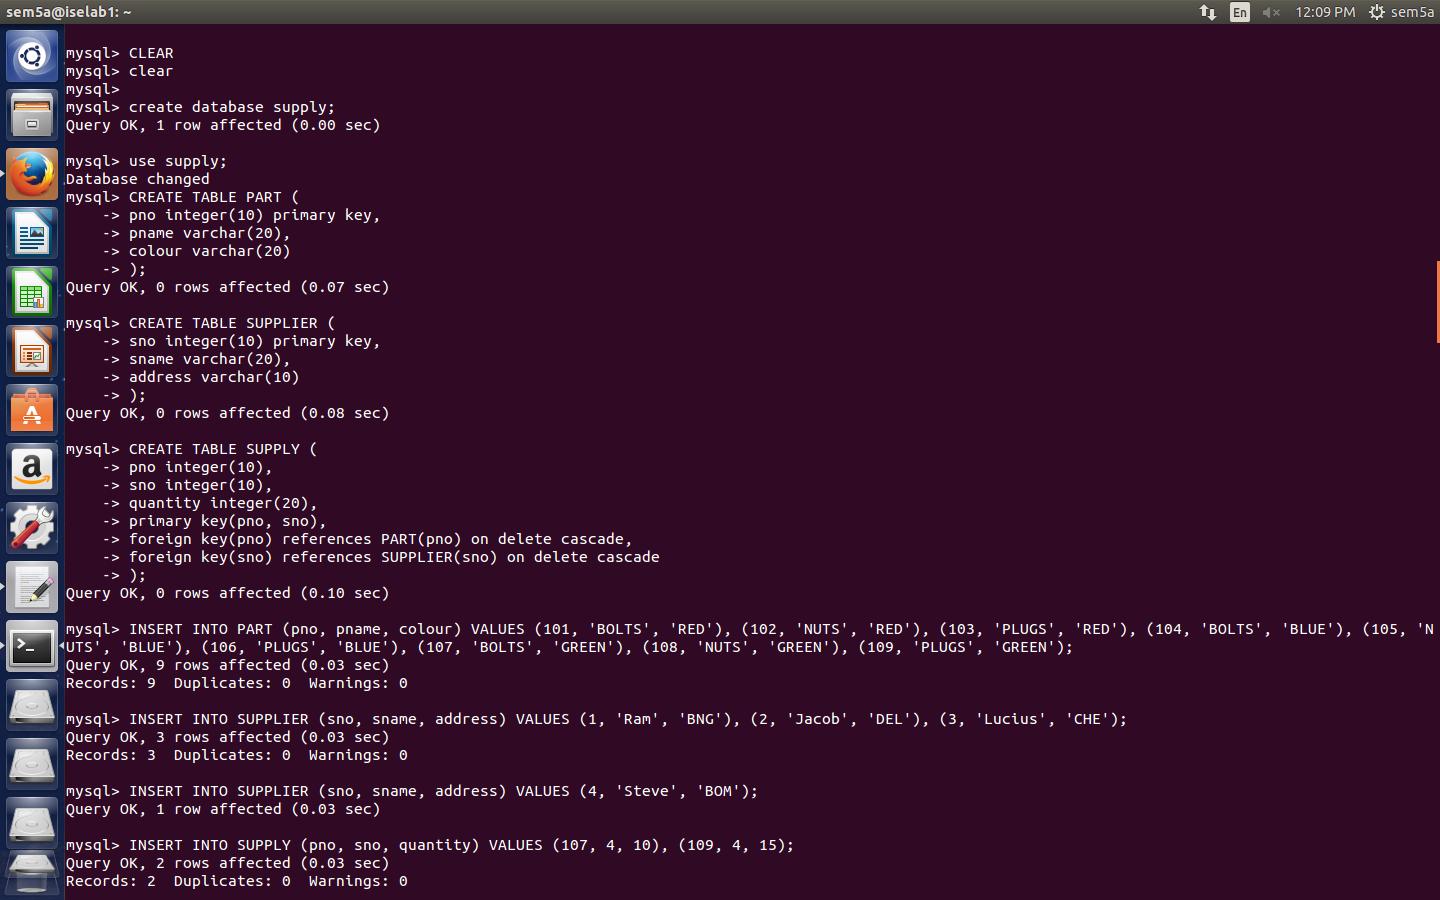 sem5a@iselab1: ~
En
12:09 PM
sem5a
mysql> CLEAR
mysql> clear
mysql>
mysql> create database supply;
Query OK, 1 row affected (0.00 sec)
mysql> use supply;
Database changed
mysql> CREATE TABLE PART (
    -> pno integer(10) primary key,
    -> pname varchar(20),
    -> colour varchar(20)
    -> );
Query OK, 0 rows affected (0.07 sec)
mysql> CREATE TABLE SUPPLIER (
    -> sno integer(10) primary key,
    -> sname varchar(20),
    -> address varchar(10)
    -> );
Query OK, 0 rows affected (0.08 sec)
mysql> CREATE TABLE SUPPLY (
    -> pno integer(10),
    -> sno integer(10),
    -> quantity integer(20),
    -> primary key(pno, sno),
    -> foreign key(pno) references PART(pno) on delete cascade,
    -> foreign key(sno) references SUPPLIER(sno) on delete cascade
    -> );
Query OK, 0 rows affected (0.10 sec)
mysql> INSERT INTO PART (pno, pname, colour) VALUES (101, 'BOLTS', 'RED'), (102, 'NUTS', 'RED'), (103, 'PLUGS', 'RED'), (104, 'BOLTS', 'BLUE'), (105, 'N
UTS', 'BLUE'), (106, 'PLUGS', 'BLUE'), (107, 'BOLTS', 'GREEN'), (108, 'NUTS', 'GREEN'), (109, 'PLUGS', 'GREEN');
Query OK, 9 rows affected (0.03 sec)
Records: 9  Duplicates: 0  Warnings: 0
mysql> INSERT INTO SUPPLIER (sno, sname, address) VALUES (1, 'Ram', 'BNG'), (2, 'Jacob', 'DEL'), (3, 'Lucius', 'CHE');
Query OK, 3 rows affected (0.03 sec)
Records: 3  Duplicates: 0  Warnings: 0
mysql> INSERT INTO SUPPLIER (sno, sname, address) VALUES (4, 'Steve', 'BOM');
Query OK, 1 row affected (0.03 sec)
mysql> INSERT INTO SUPPLY (pno, sno, quantity) VALUES (107, 4, 10), (109, 4, 15);
Query OK, 2 rows affected (0.03 sec)
Records: 2  Duplicates: 0  Warnings: 0